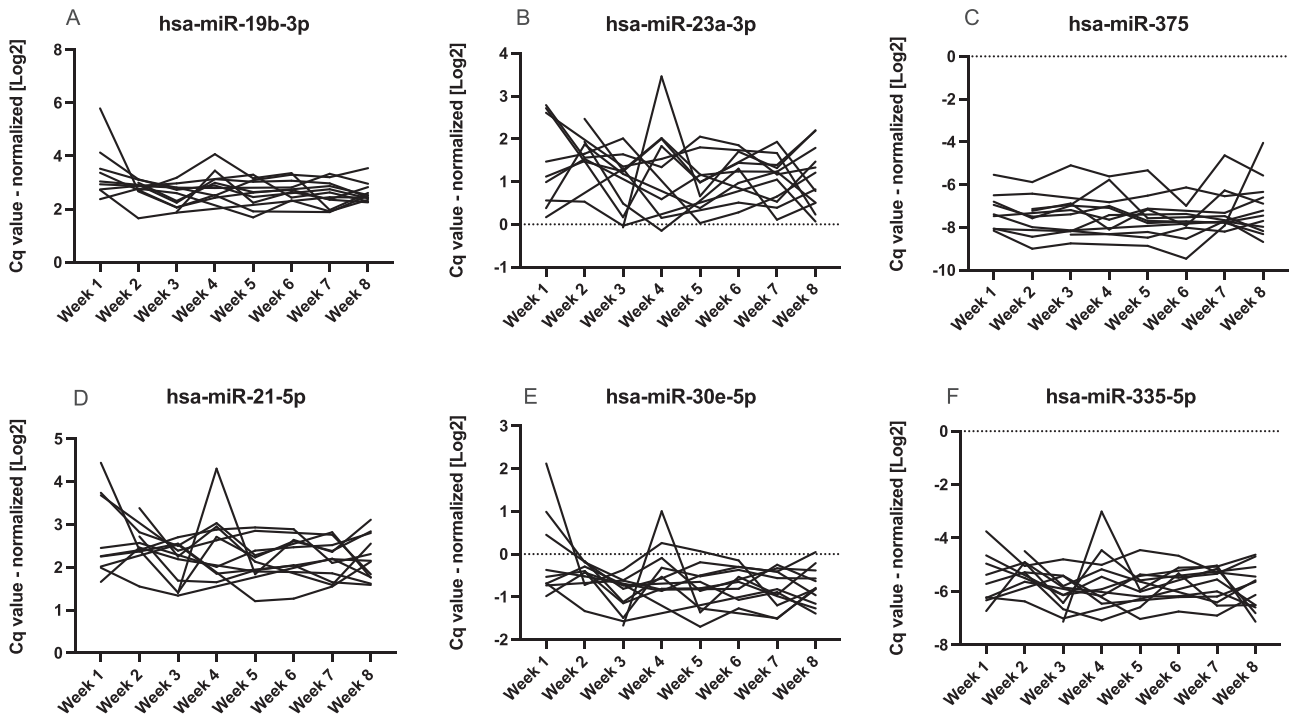 A
hsa-miR-19b-3p
Cq value - normalized [Log2]
8
6
4
2
0
Week 1
Week 2
Week 3
Week 4
Week 5
Week 6
Week 7
Week 8
B
hsa-miR-23a-3p
Cq value - normalized [Log2]
4
3
2
1
0
-1
Week 1
Week 2
Week 3
Week 4
Week 5
Week 6
Week 7
Week 8
C
hsa-miR-375
Cq value - normalized [Log2]
0
-2
-4
-6
-8
-10
Week 1
Week 2
Week 3
Week 4
Week 5
Week 6
Week 7
Week 8
D
hsa-miR-21-5p
Cq value - normalized [Log2]
5
4
3
2
1
0
Week 1
Week 2
Week 3
Week 4
Week 5
Week 6
Week 7
Week 8
E
hsa-miR-30e-5p
Cq value - normalized [Log2]
3
2
1
0
-1
-2
Week 1
Week 2
Week 3
Week 4
Week 5
Week 6
Week 7
Week 8
F
hsa-miR-335-5p
Cq value - normalized [Log2]
0
-2
-4
-6
-8
Week 1
Week 2
Week 3
Week 4
Week 5
Week 6
Week 7
Week 8